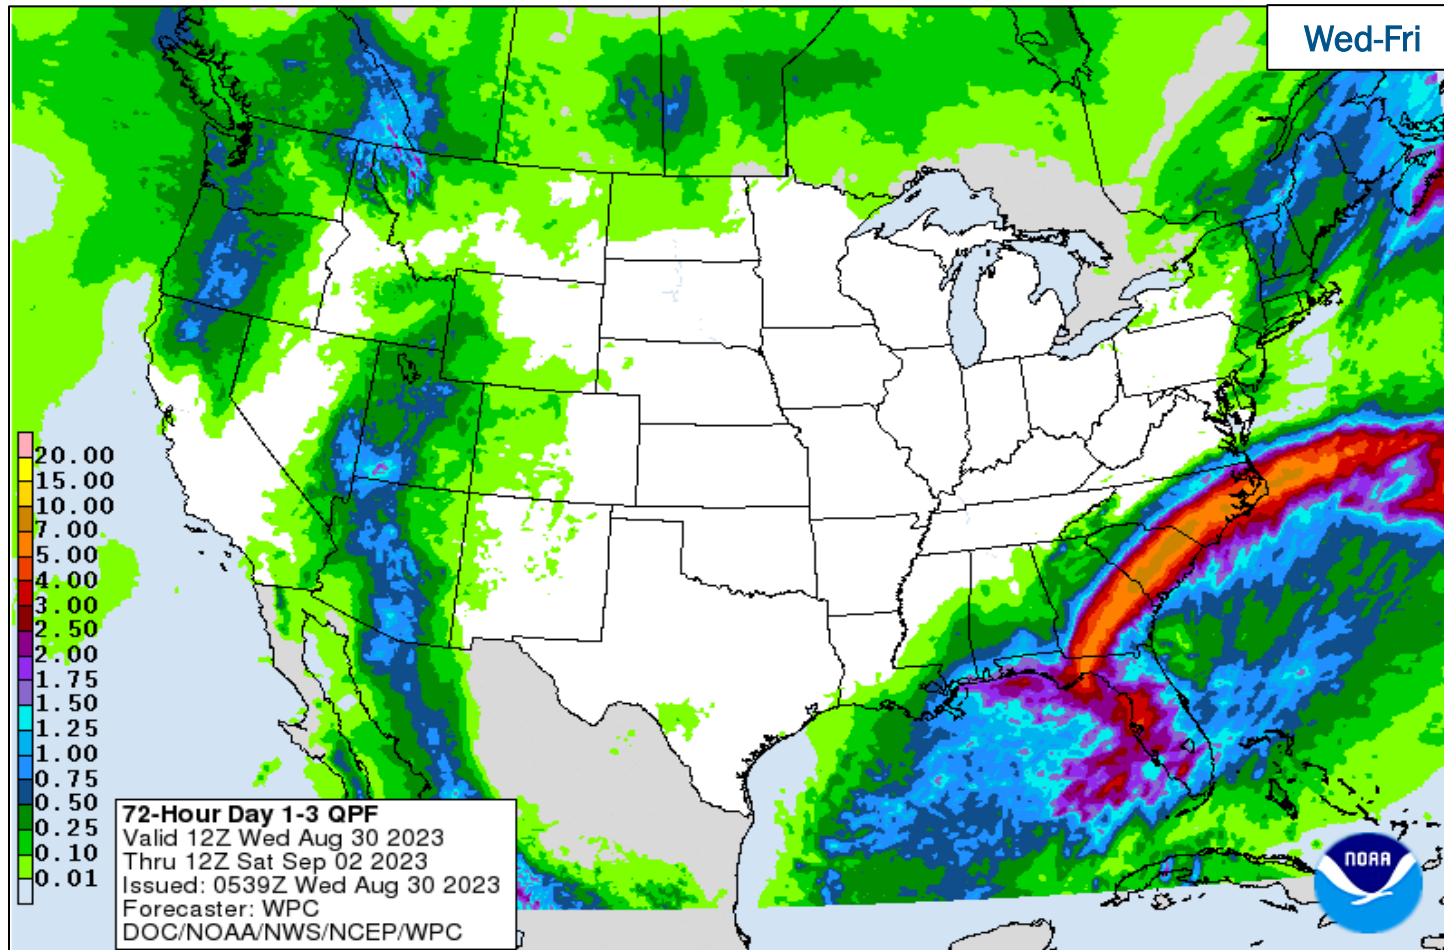 Wed-Fri
20.00
15.00
10.00
7.00
5.00
4.00
3.00
2.50
2.00
1.75
1.50
1.25
1.00
0.75
0.50
0.25
0.10
0.01
72-Hour Day 1-3 QPF
Valid 12Z Wed Aug 30 2023
Thru 12Z Sat Sep 02 2023
Issued: 0539Z Wed Aug 30 2023
Forecaster: WPC
DOC/NOAA/NWS/NCEP/WPC
NOAA